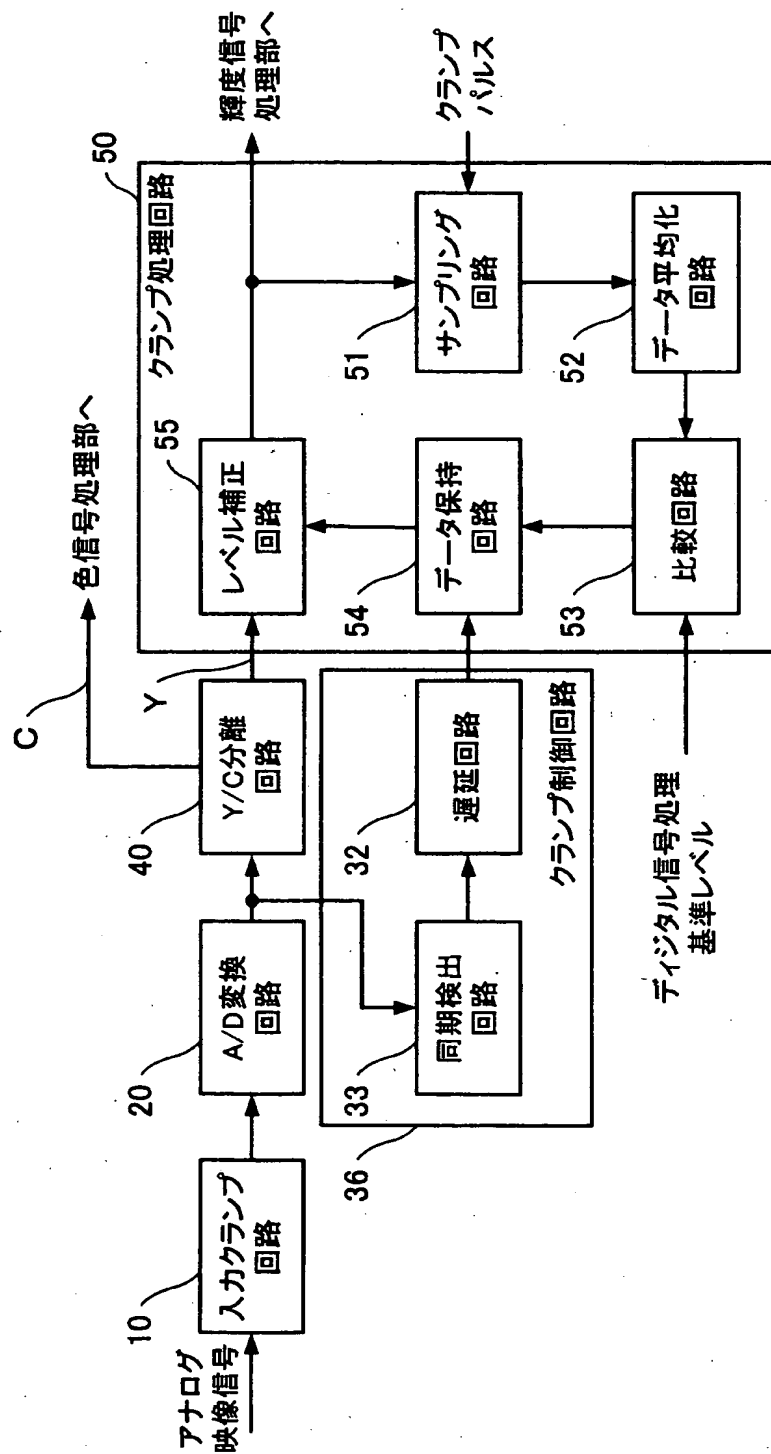 アナログ
映像信号
10
入力クランプ
回路
20
A/D変換
回路
40
Y/C分離
回路
C
色信号処理部へ
Y
55
レベル補正
回路
クランプ処理回路
50
輝度信号
処理部へ
36
33
同期検出
回路
32
遅延回路
クランプ制御回路
54
データ保持
回路
51
サンプリング
回路
クランプ
パルス
ディジタル信号処理
基準レベル
53
比較回路
52
データ平均化
回路